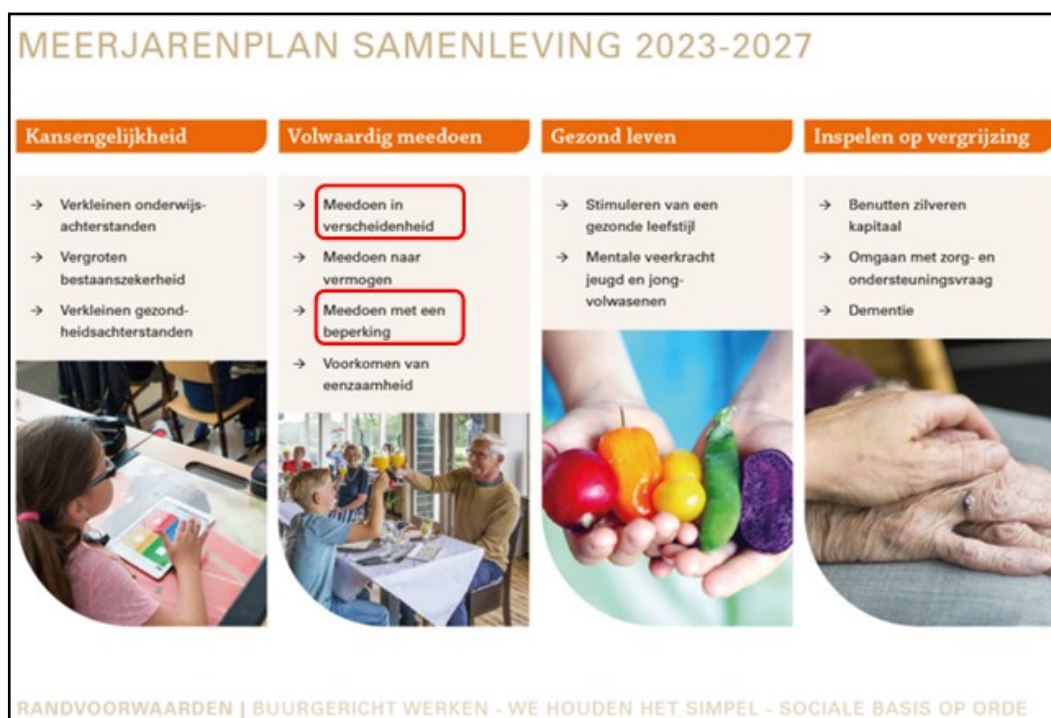 MEERJARENPLAN SAMENLEVING 2023-2027
Kansengelijkheid
→ Verkleinen onderwijs-
achterstanden
→ Vergroten
bestaanszekerheid
→ Verkleinen gezond-
heidsachterstanden
Volwaardig meedoen
→ Meedoen in
verscheidenheid
→ Meedoen naar
vermogen
→ Meedoen met een
beperking
→ Voorkomen van
eenzaamheid
Gezond leven
→ Stimuleren van een
gezonde leefstijl
→ Mentale veerkracht
jeugd en jong-
volwasenen
Inspelen op vergrijzing
→ Benutten zilveren
kapitaal
→ Omgaan met zorg- en
ondersteuningsvraag
→ Dementie
RANDVOORWAARDEN | BUURGERICHT WERKEN - WE HOUDEN HET SIMPEL - SOCIALE BASIS OP ORDE